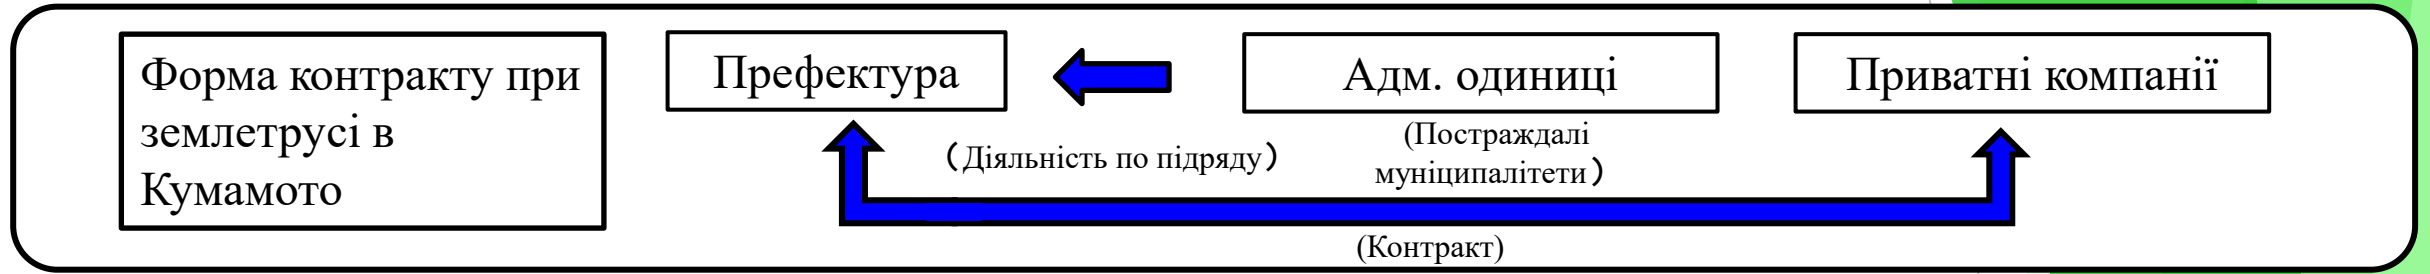 Форма контракту при
землетрусі в
Кумамото
Префектура
Адм. одиниці
Приватні компанії
(Діяльність по підряду)
(Постраждалі
муніципалітети)
(Контракт)